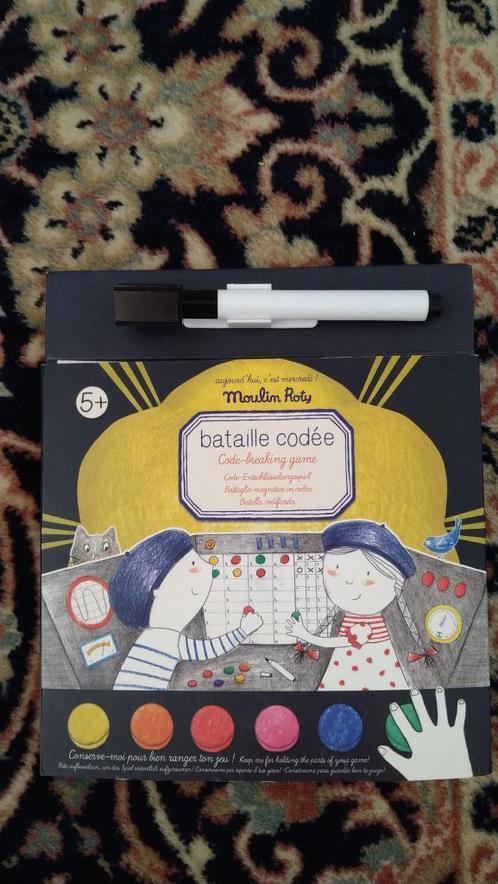 5+
aujourd'hui, c'est mercredi !
Moulin Roty
bataille codée
Code-breaking game
Code-Entschlüsselungsspiel
Battaglia magnetica in codice
Batalla codificada
Conserve-moi pour bien ranger ton jeu ! Keep me for holding the parts of your game!
Bitte aufbewahren, um das Spiel ordentlich aufzuräumen! Conservami per riporre il tuo gioco! ¡Consérvame para guardar bien tu juego!